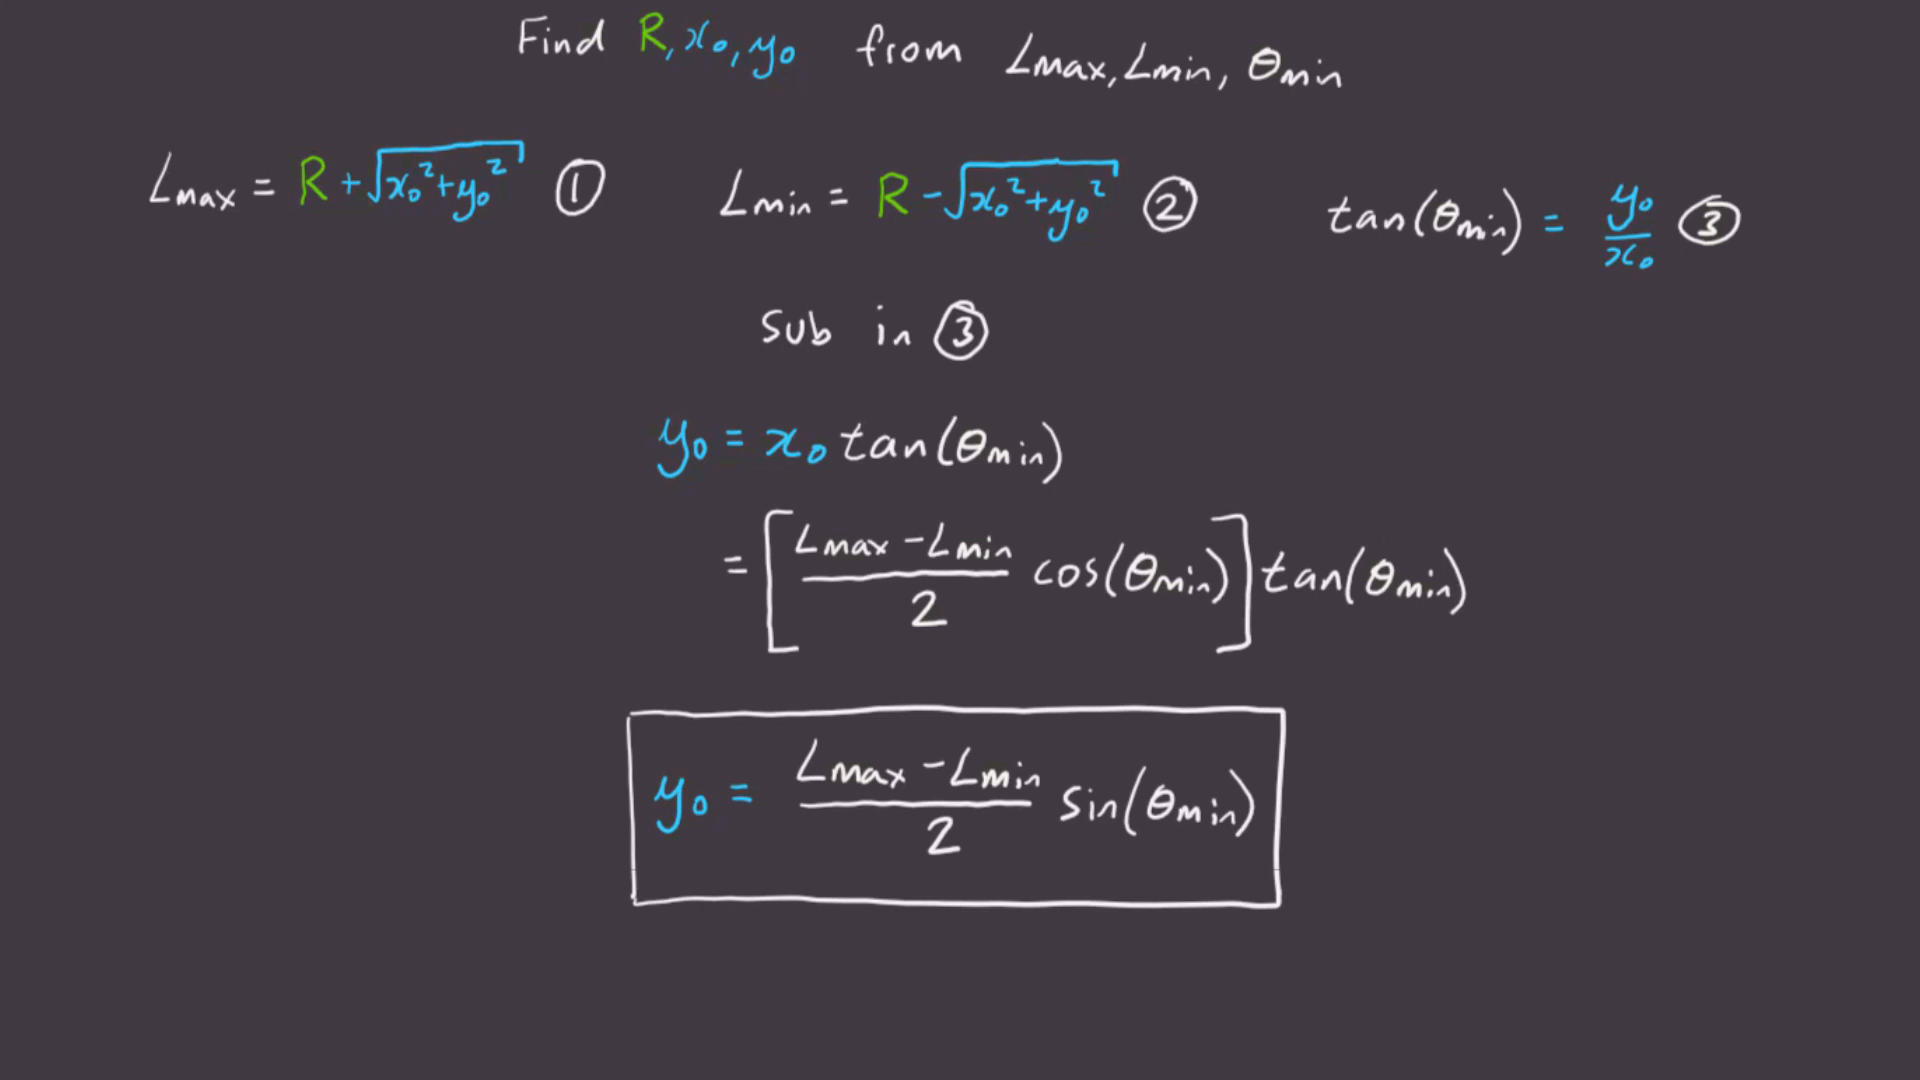 Find R, x₀, y₀ from Lmax, Lmin, θmin
Lmax = R + √(x₀² + y₀²) ① Lmin = R - √(x₀² + y₀²) ② tan(θmin) = y₀/x₀ ③
Sub in ③
y₀ = x₀ tan(θmin)
= [(Lmax - Lmin)/2 cos(θmin)] tan(θmin)
y₀ = (Lmax - Lmin)/2 sin(θmin)